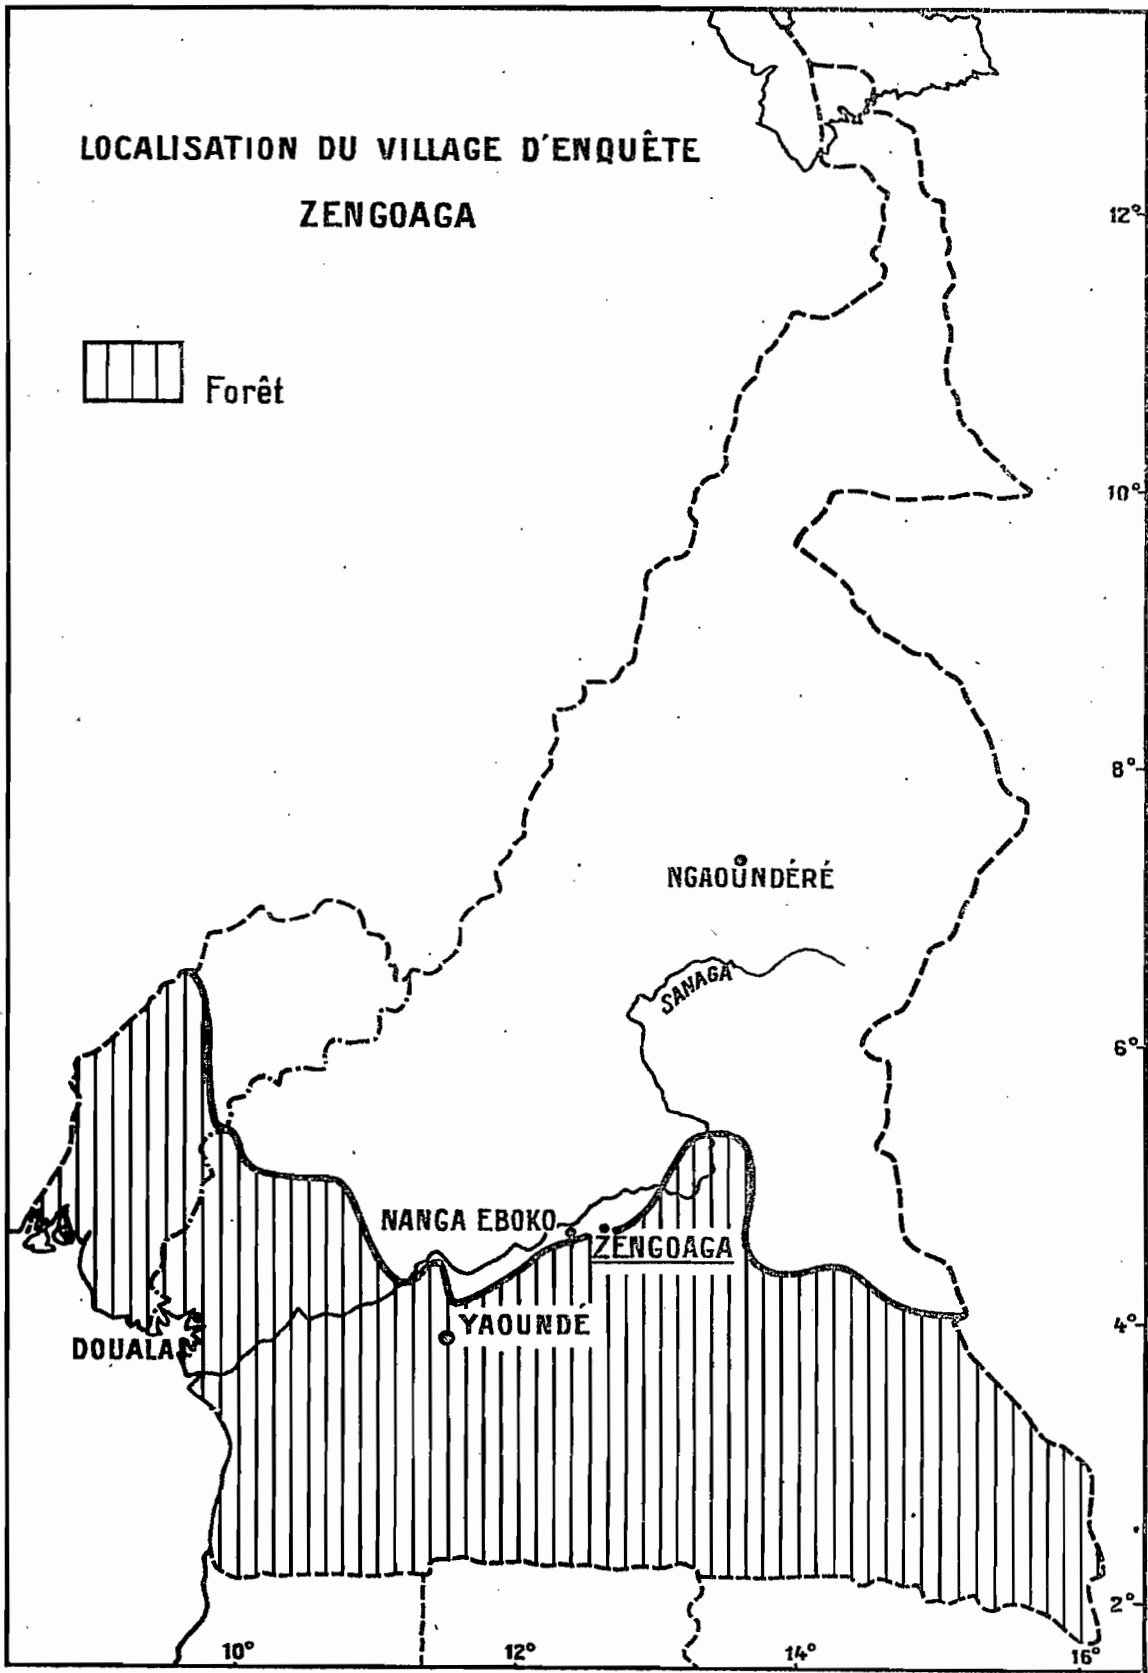 LOCALISATION DU VILLAGE D'ENQUÊTE
ZENGOAGA
Forêt
12°
10°
8°
NGAOUNDÉRÉ
SANAGA
6°
NANGA EBOKO
ZENGOAGA
YAOUNDÉ
DOUALA
4°
2°
10°
12°
14°
16°